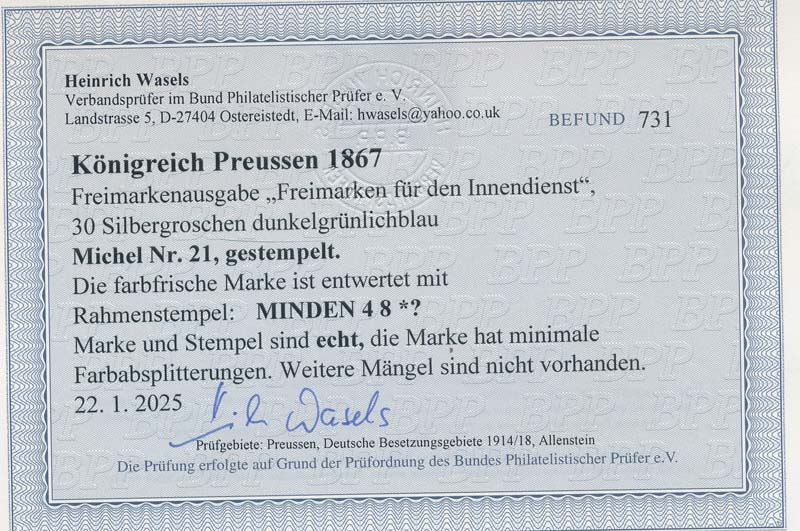 Heinrich Wasels
Verbandsprüfer im Bund Philatelistischer Prüfer e. V.
Landstrasse 5, D-27404 Ostereistedt, E-Mail: hwasels@yahoo.co.uk
BEFUND 731
Königreich Preussen 1867
Freimarkenausgabe „Freimarken für den Innendienst“,
30 Silbergroschen dunkelgrünlichblau
Michel Nr. 21, gestempelt.
Die farbfrische Marke ist entwertet mit
Rahmenstempel: MINDEN 4 8 *?
Marke und Stempel sind echt, die Marke hat minimale
Farbabsplitterungen. Weitere Mängel sind nicht vorhanden.
22. 1. 2025 Wasels
Prüfgebiete: Preussen, Deutsche Besetzungsgebiete 1914/18, Allenstein
Die Prüfung erfolgte auf Grund der Prüfordnung des Bundes Philatelistischer Prüfer e.V.